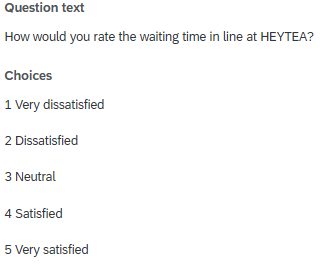 Question text
How would you rate the waiting time in line at HEYTEA?
Choices
1 Very dissatisfied
2 Dissatisfied
3 Neutral
4 Satisfied
5 Very satisfied